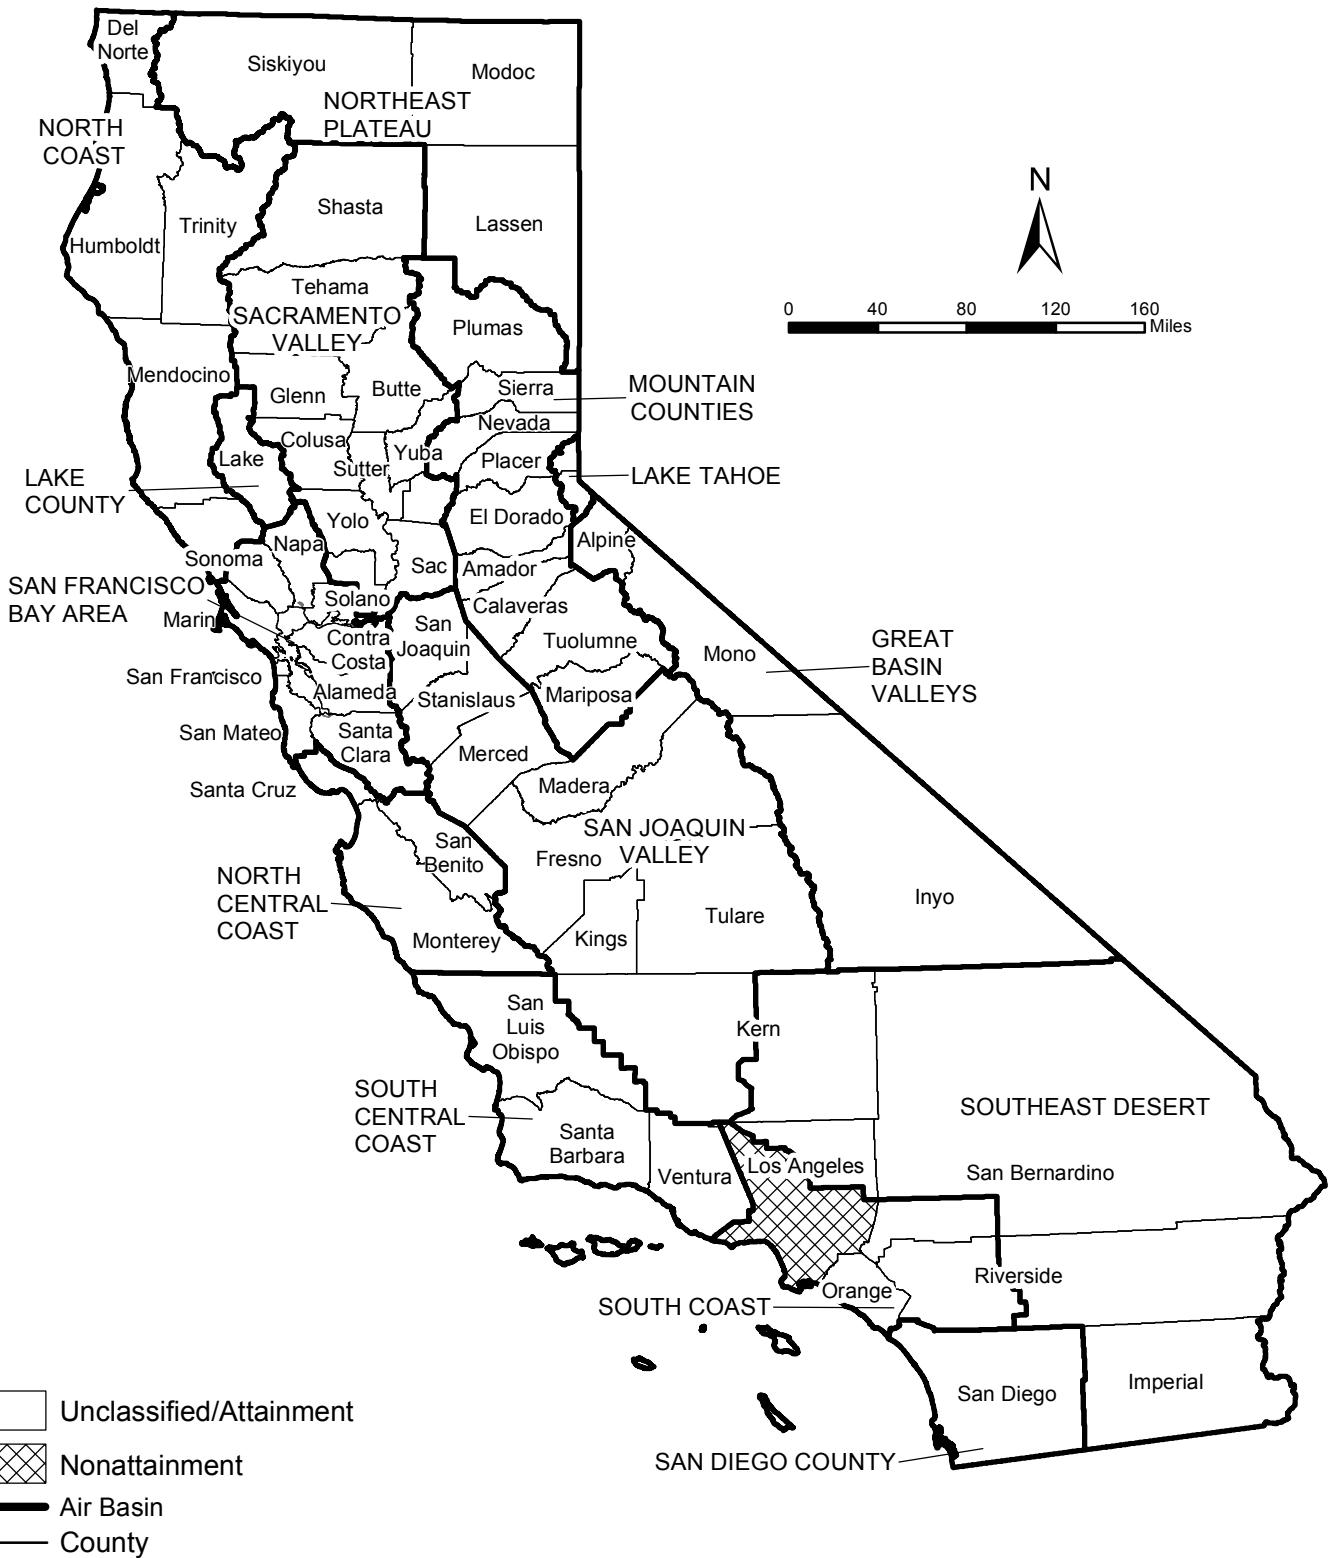 Del
Norte
Siskiyou
Modoc
NORTHEAST
PLATEAU
NORTH
COAST
N
Shasta
Trinity
Lassen
Humboldt
Tehama
0 40 80 120 160
Miles
SACRAMENTO
VALLEY
Plumas
Mendocino
Glenn
Butte
Sierra
MOUNTAIN
COUNTIES
Nevada
Colusa
Yuba
Lake
Sutter
Placer
LAKE TAHOE
LAKE
COUNTY
Yolo
El Dorado
Napa
Alpine
Sonoma
Sac
Amador
SAN FRANCISCO
BAY AREA
Solano
Calaveras
Marin
Contra
Costa
San
Joaquin
Tuolumne
GREAT
BASIN
VALLEYS
Mono
San Francisco
Alameda
Stanislaus
Mariposa
San Mateo
Santa
Clara
Merced
Santa Cruz
Madera
SAN JOAQUIN
VALLEY
San
Benito
Fresno
NORTH
CENTRAL
COAST
Inyo
Tulare
Monterey
Kings
San
Luis
Obispo
Kern
SOUTH
CENTRAL
COAST
SOUTHEAST DESERT
Santa
Barbara
Los Angeles
San Bernardino
Ventura
Riverside
Orange
SOUTH COAST
San Diego
Imperial
SAN DIEGO COUNTY
Unclassified/Attainment
Nonattainment
Air Basin
County